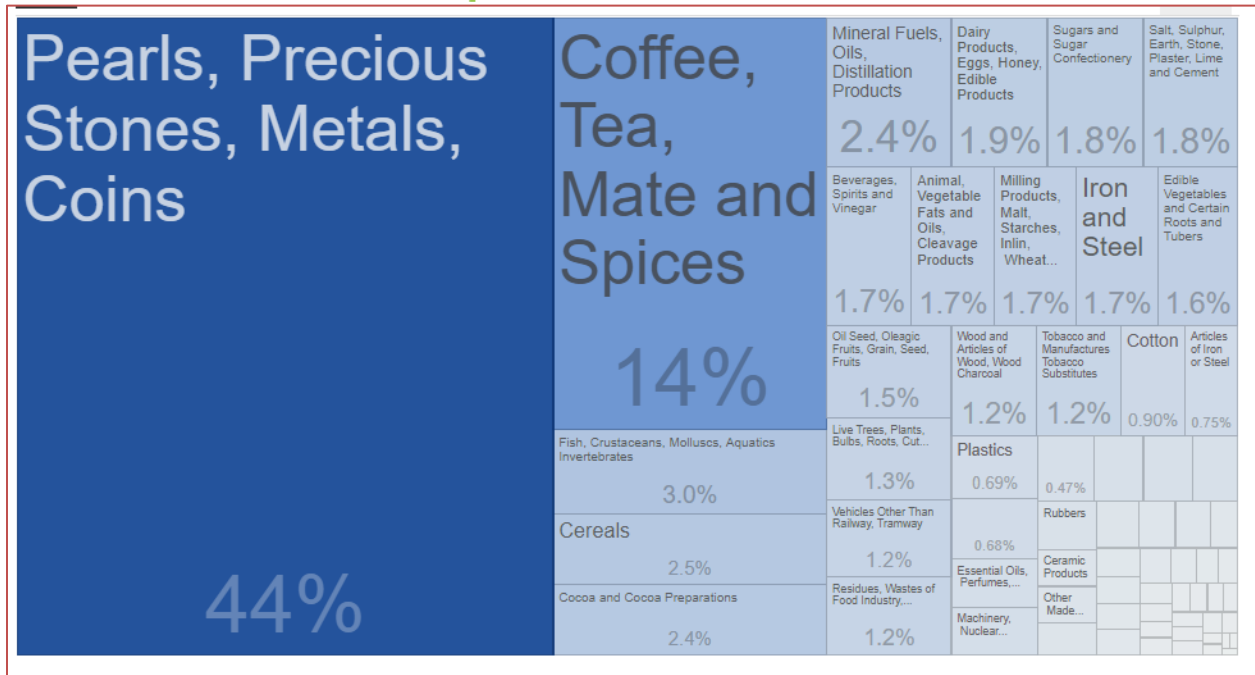 Pearls, Precious
Stones, Metals,
Coins
44%
Coffee,
Tea,
Mate and
Spices
14%
Fish, Crustaceans, Molluscs, Aquatics
Invertebrates
3.0%
Cereals
2.5%
Cocoa and Cocoa Preparations
2.4%
Mineral Fuels,
Oils,
Distillation
Products
2.4%
Dairy
Products,
Eggs, Honey,
Edible
Products
1.9%
Sugars and
Sugar
Confectionery
1.8%
Salt, Sulphur,
Earth, Stone,
Plaster, Lime
and Cement
1.8%
Beverages,
Spirits and
Vinegar
1.7%
Animal,
Vegetable
Fats and
Oils,
Cleavage
Products
1.7%
Milling
Products,
Malt,
Starches,
Inlin,
Wheat...
1.7%
Iron
and
Steel
1.7%
Edible
Vegetables
and Certain
Roots and
Tubers
1.6%
Oil Seed, Oleagic
Fruits, Grain, Seed,
Fruits
1.5%
Live Trees, Plants,
Bulbs, Roots, Cut...
1.3%
Vehicles Other Than
Railway, Tramway
1.2%
Residues, Wastes of
Food Industry,...
1.2%
Wood and
Articles of
Wood, Wood
Charcoal
1.2%
Tobacco and
Manufactures
Tobacco
Substitutes
1.2%
Cotton
0.90%
Articles
of Iron
or Steel
0.75%
Plastics
0.69%
0.68%
Essential Oils,
Perfumes,...
Machinery,
Nuclear...
0.47%
Rubbers
Ceramic
Products
Other
Made...